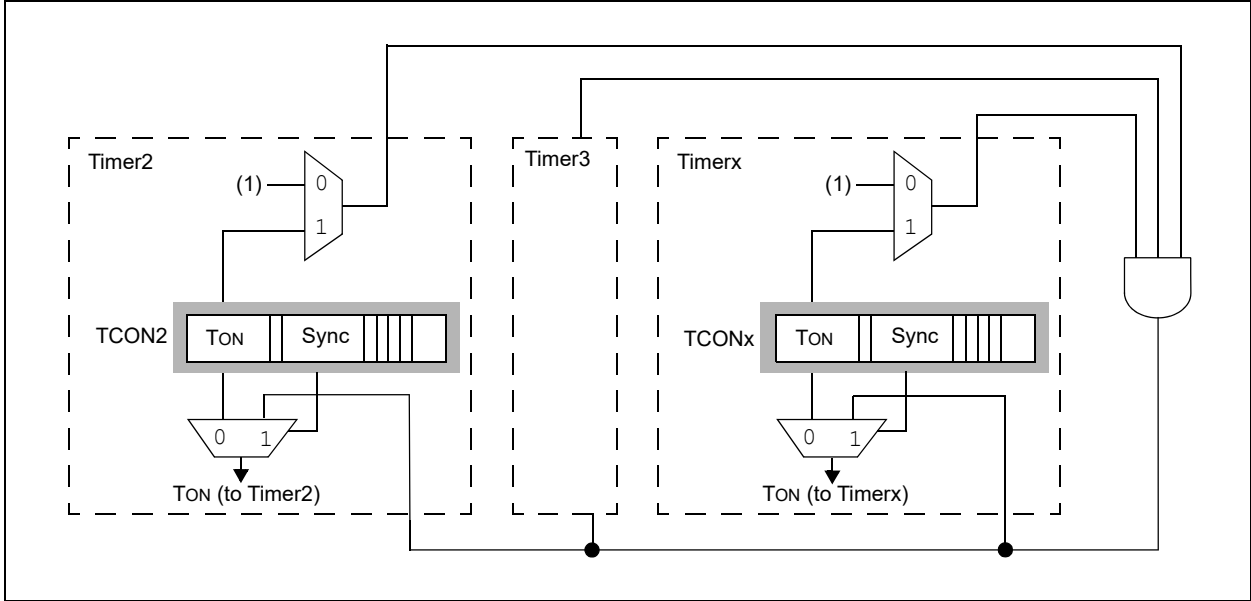 Timer2
Timer3
Timerx
(1)
0
1
(1)
0
1
TCON2
TON
Sync
TCONx
TON
Sync
0
1
0
1
TON (to Timer2)
TON (to Timerx)